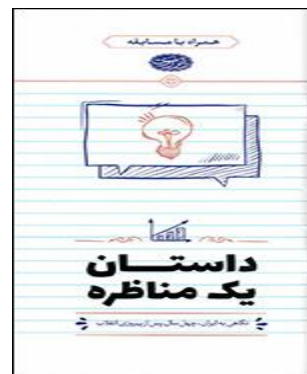 همراه با مسابقه
داستان
یک مناظره
نگاهی به ایران، چهل سال پس از پیروزی انقلاب